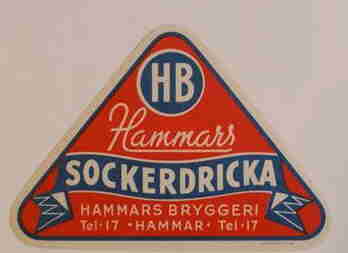 HB
Hammars
SOCKERDRICKA
HAMMARS BRYGGERI
Tel·17 · HAMMAR · Tel·17